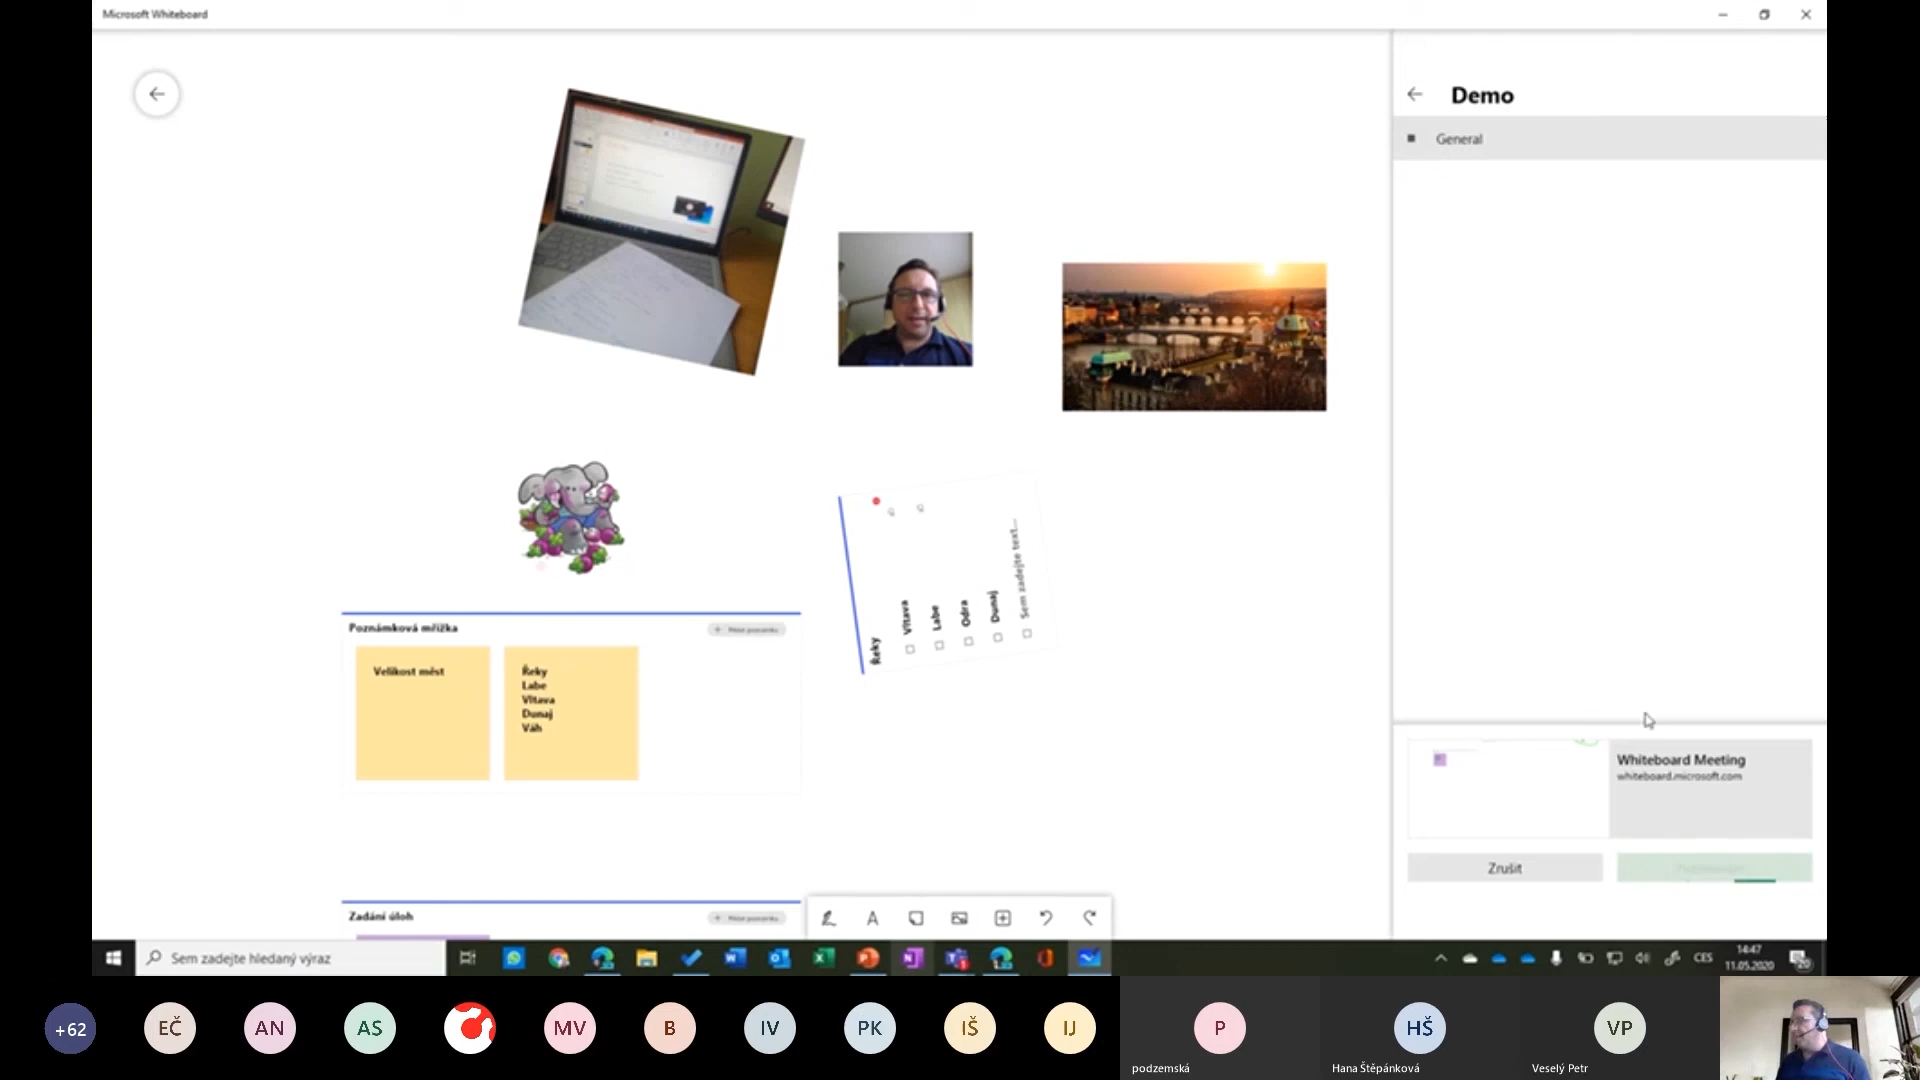 Microsoft Whiteboard
Demo
General
Řeky
Vltava
Labe
Odra
Dunaj
Sem zadejte text...
Poznámková mřížka
Velikost měst
Řeky
Labe
Vltava
Dunaj
Váh
Whiteboard Meeting
whiteboard.microsoft.com
Zrušit
Zadání úloh
Sem zadejte hledaný výraz
CES
14:47
11.05.2020
20
+62
EČ
AN
AS
MV
B
IV
PK
IŠ
IJ
P
HŠ
VP
podzemská
Hana Štěpánková
Veselý Petr